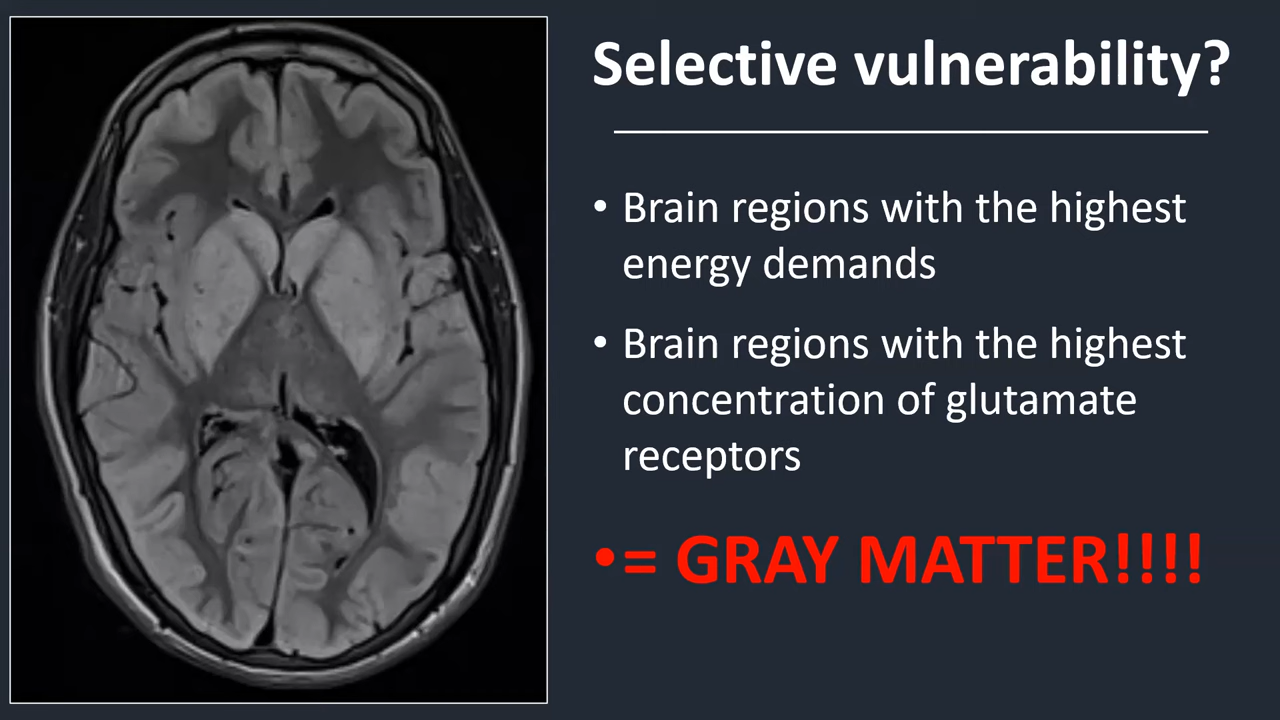 Selective vulnerability?
• Brain regions with the highest
energy demands
• Brain regions with the highest
concentration of glutamate
receptors
• = GRAY MATTER!!!!